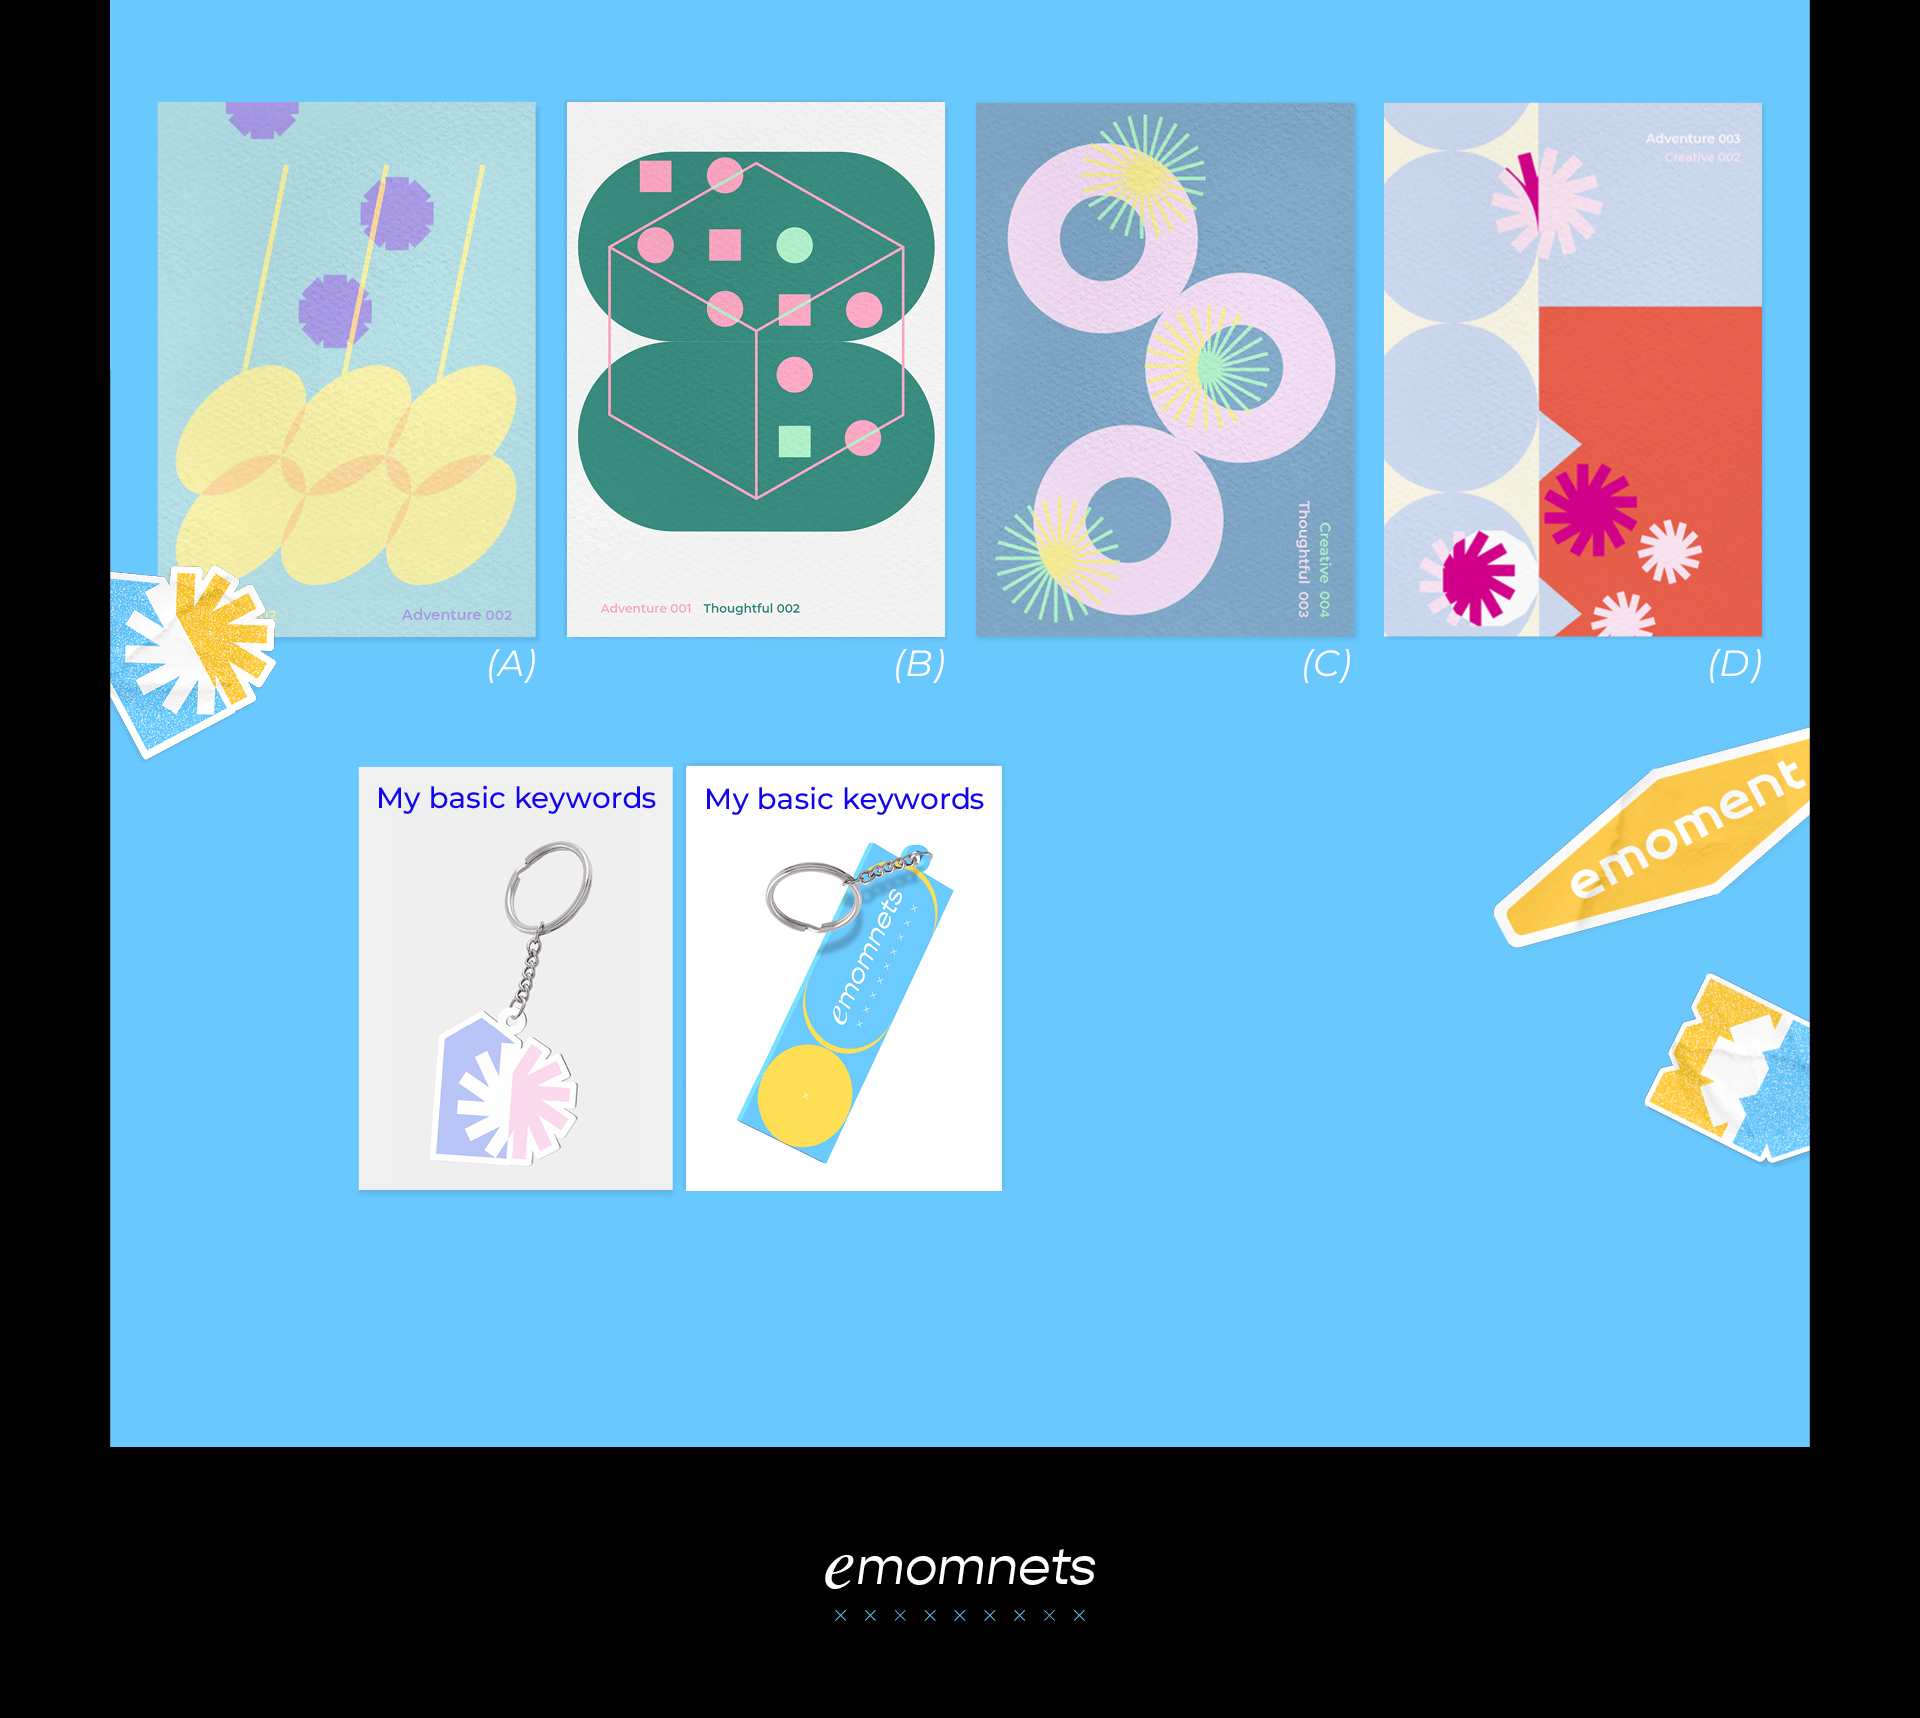 Adventure 003
Creative 002
Creative 004
Thoughtful 003
Adventure 002
Adventure 001 Thoughtful 002
(A)
(B)
(C)
(D)
My basic keywords
My basic keywords
emomnets
emoment
emomnets